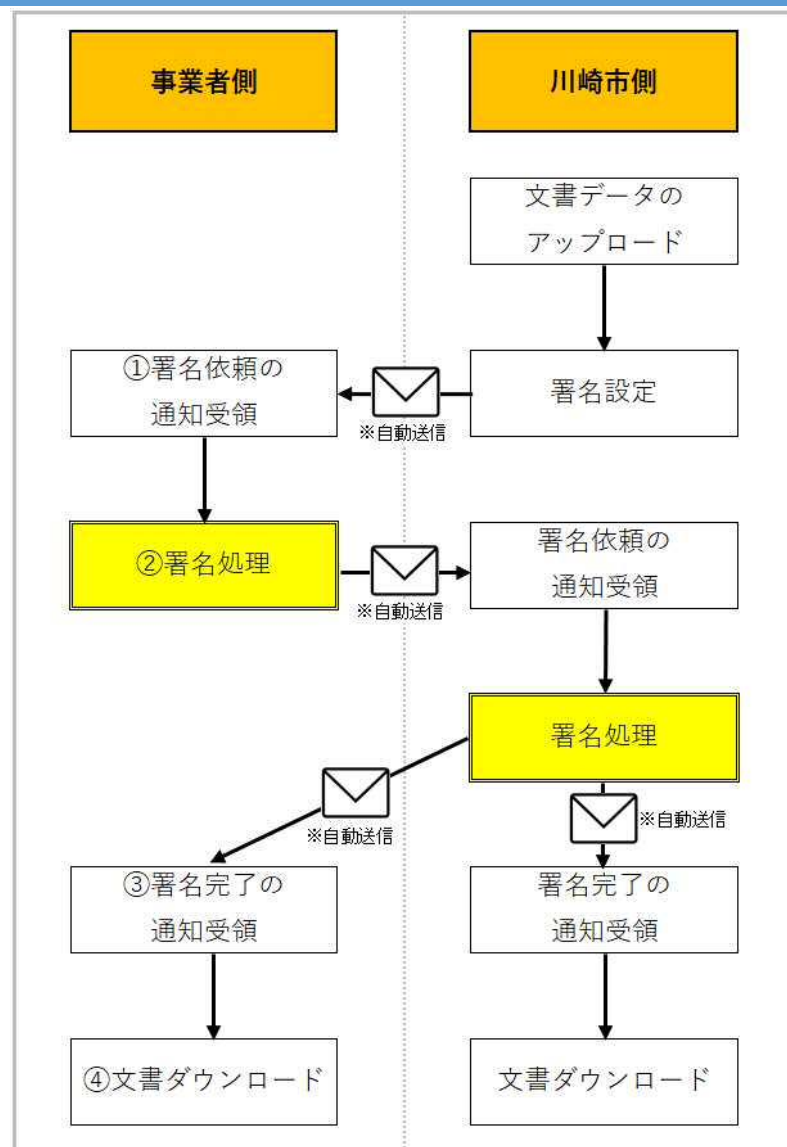 事業者側
川崎市側
文書データの
アップロード
①署名依頼の
通知受領
※自動送信
署名設定
②署名処理
※自動送信
署名依頼の
通知受領
署名処理
※自動送信
※自動送信
③署名完了の
通知受領
署名完了の
通知受領
④文書ダウンロード
文書ダウンロード